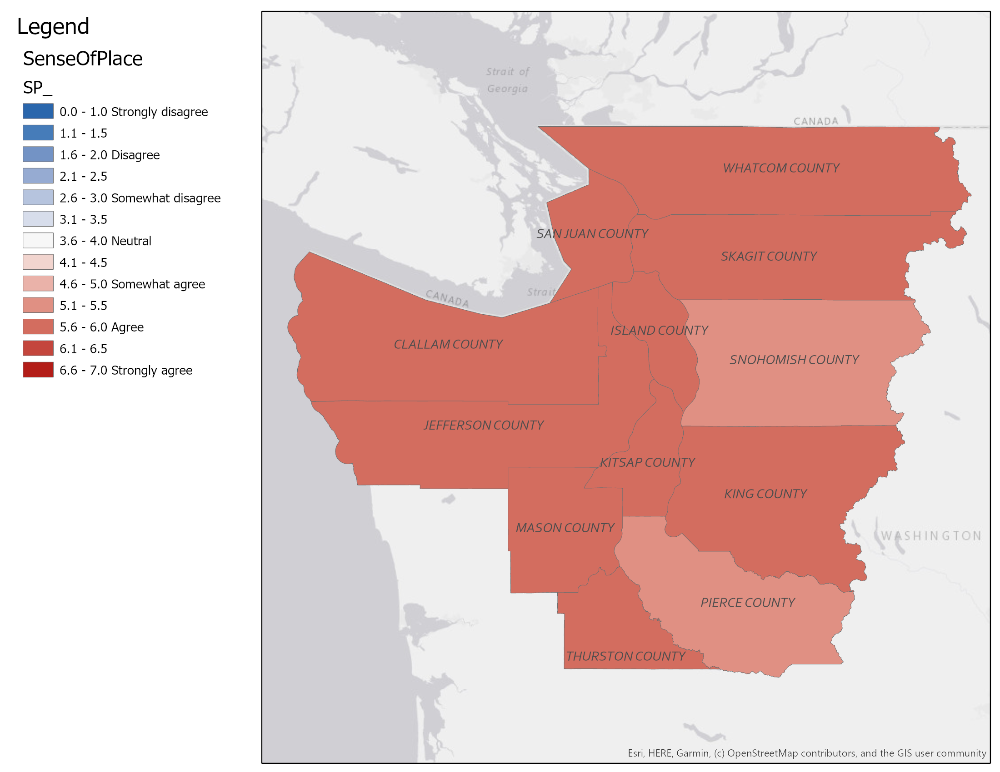 Legend
SenseOfPlace
SP_
0.0 - 1.0 Strongly disagree
1.1 - 1.5
1.6 - 2.0 Disagree
2.1 - 2.5
2.6 - 3.0 Somewhat disagree
3.1 - 3.5
3.6 - 4.0 Neutral
4.1 - 4.5
4.6 - 5.0 Somewhat agree
5.1 - 5.5
5.6 - 6.0 Agree
6.1 - 6.5
6.6 - 7.0 Strongly agree
Strait of
Georgia
CANADA
WHATCOM COUNTY
SAN JUAN COUNTY
SKAGIT COUNTY
CANADA
Strait
ISLAND COUNTY
CLALLAM COUNTY
SNOHOMISH COUNTY
JEFFERSON COUNTY
KITSAP COUNTY
KING COUNTY
MASON COUNTY
WASHINGTON
PIERCE COUNTY
THURSTON COUNTY
Esri, HERE, Garmin, (c) OpenStreetMap contributors, and the GIS user community